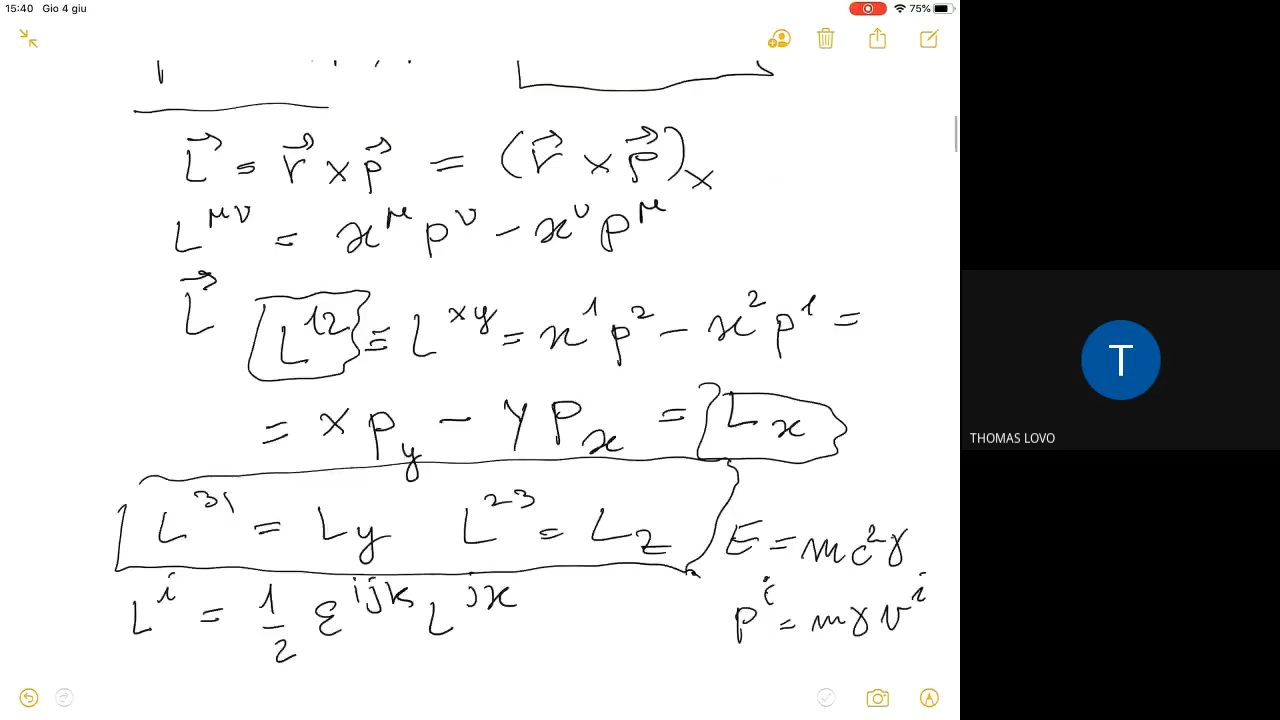 15:40 Gio 4 giu 75%
L⃗ = r⃗ × p⃗ = (r⃗ × p⃗)ₓ
L^{μν} = x^μ p^ν − x^ν p^μ
L⃗
L^{12} ≡ L^{xy} = x^1 p^2 − x^2 p^1 =
= x p_y − y p_x = L_x
L^{31} = L_y L^{23} = L_z
E = mc²γ
L^i = 1/2 ε^{ijk} L^{jk}
p^i = mγ v^i
T
THOMAS LOVO